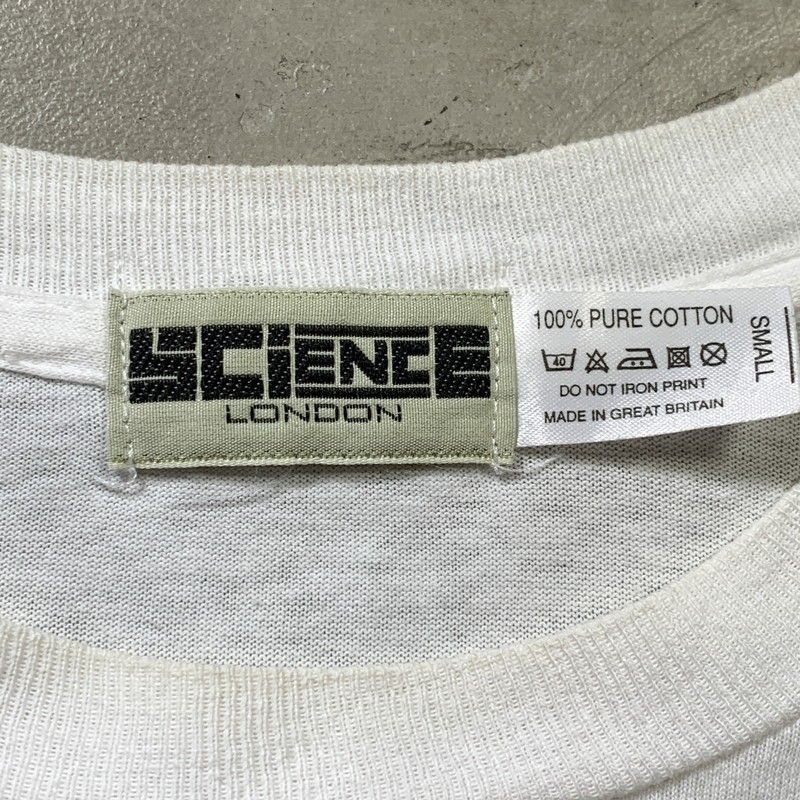 SCIENCE
LONDON
100% PURE COTTON
40
DO NOT IRON PRINT
MADE IN GREAT BRITAIN
SMALL